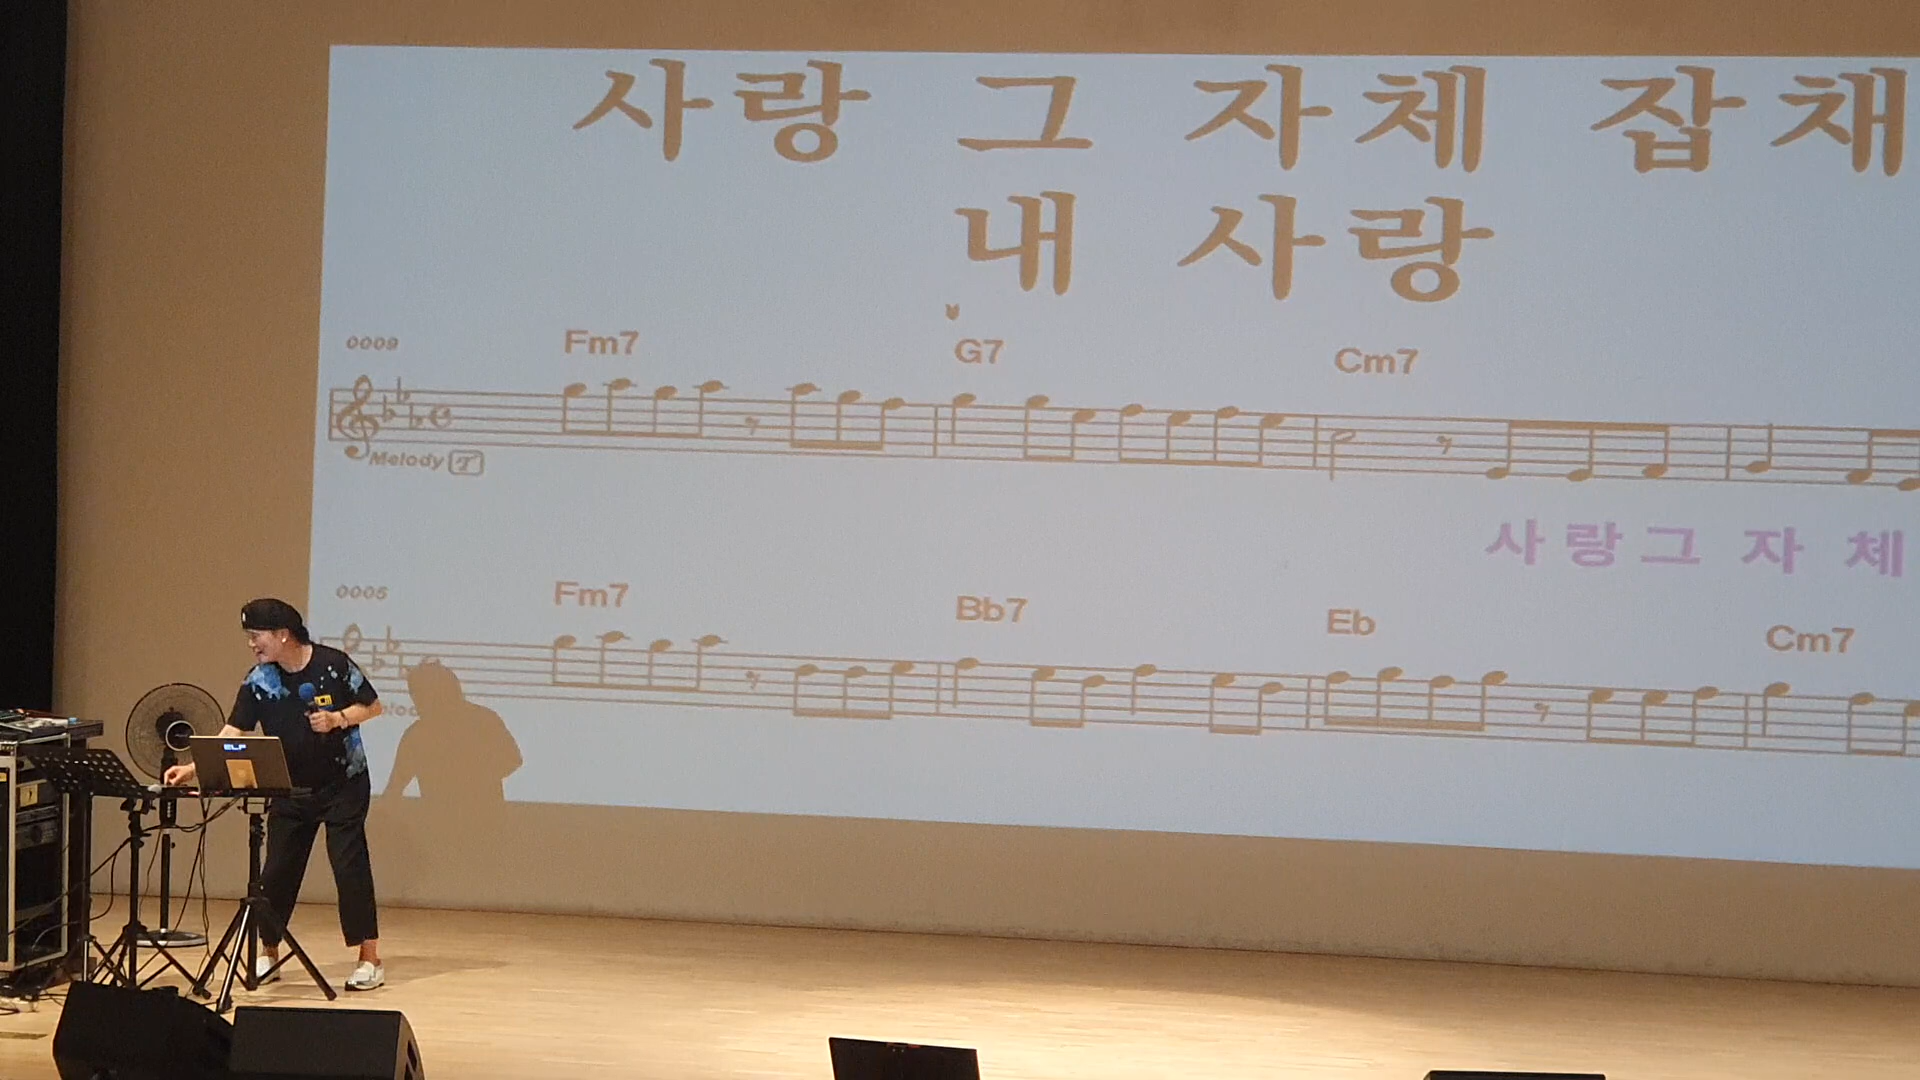 사랑 그 자체 잡채
내 사랑
0009 Fm7 G7 Cm7
Melody T
사랑그 자 체
0005 Fm7 Bb7 Eb Cm7
ELF